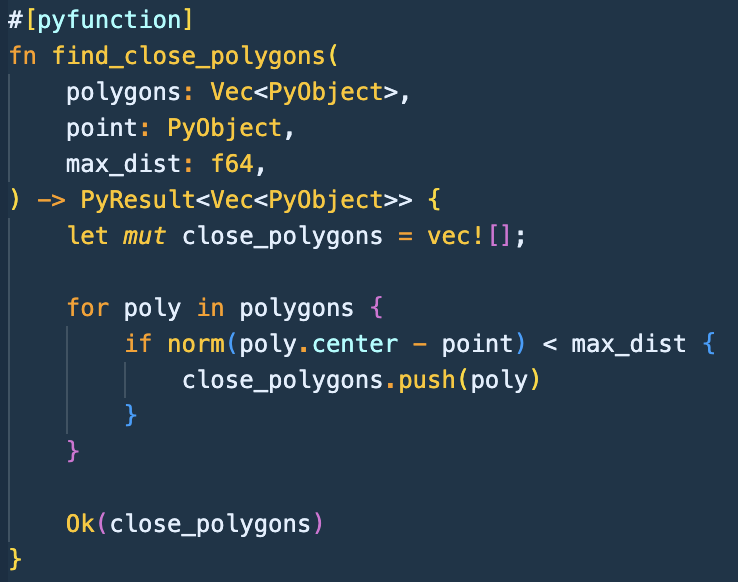 #[pyfunction]
fn find_close_polygons(
    polygons: Vec<PyObject>,
    point: PyObject,
    max_dist: f64,
) -> PyResult<Vec<PyObject>> {
    let mut close_polygons = vec![];

    for poly in polygons {
        if norm(poly.center - point) < max_dist {
            close_polygons.push(poly)
        }
    }

    Ok(close_polygons)
}